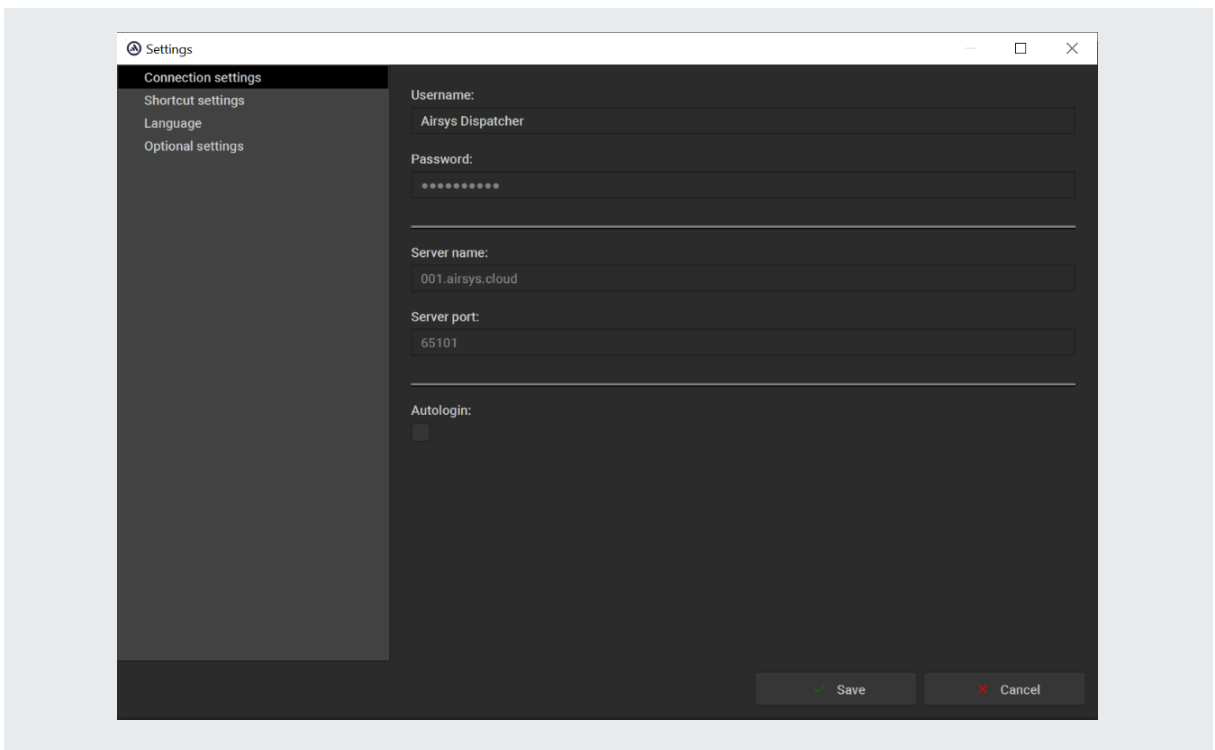 Settings
Connection settings
Shortcut settings
Language
Optional settings
Username:
Airsys Dispatcher
Password:
••••••••••
Server name:
001.airsys.cloud
Server port:
65101
Autologin:
Save
Cancel